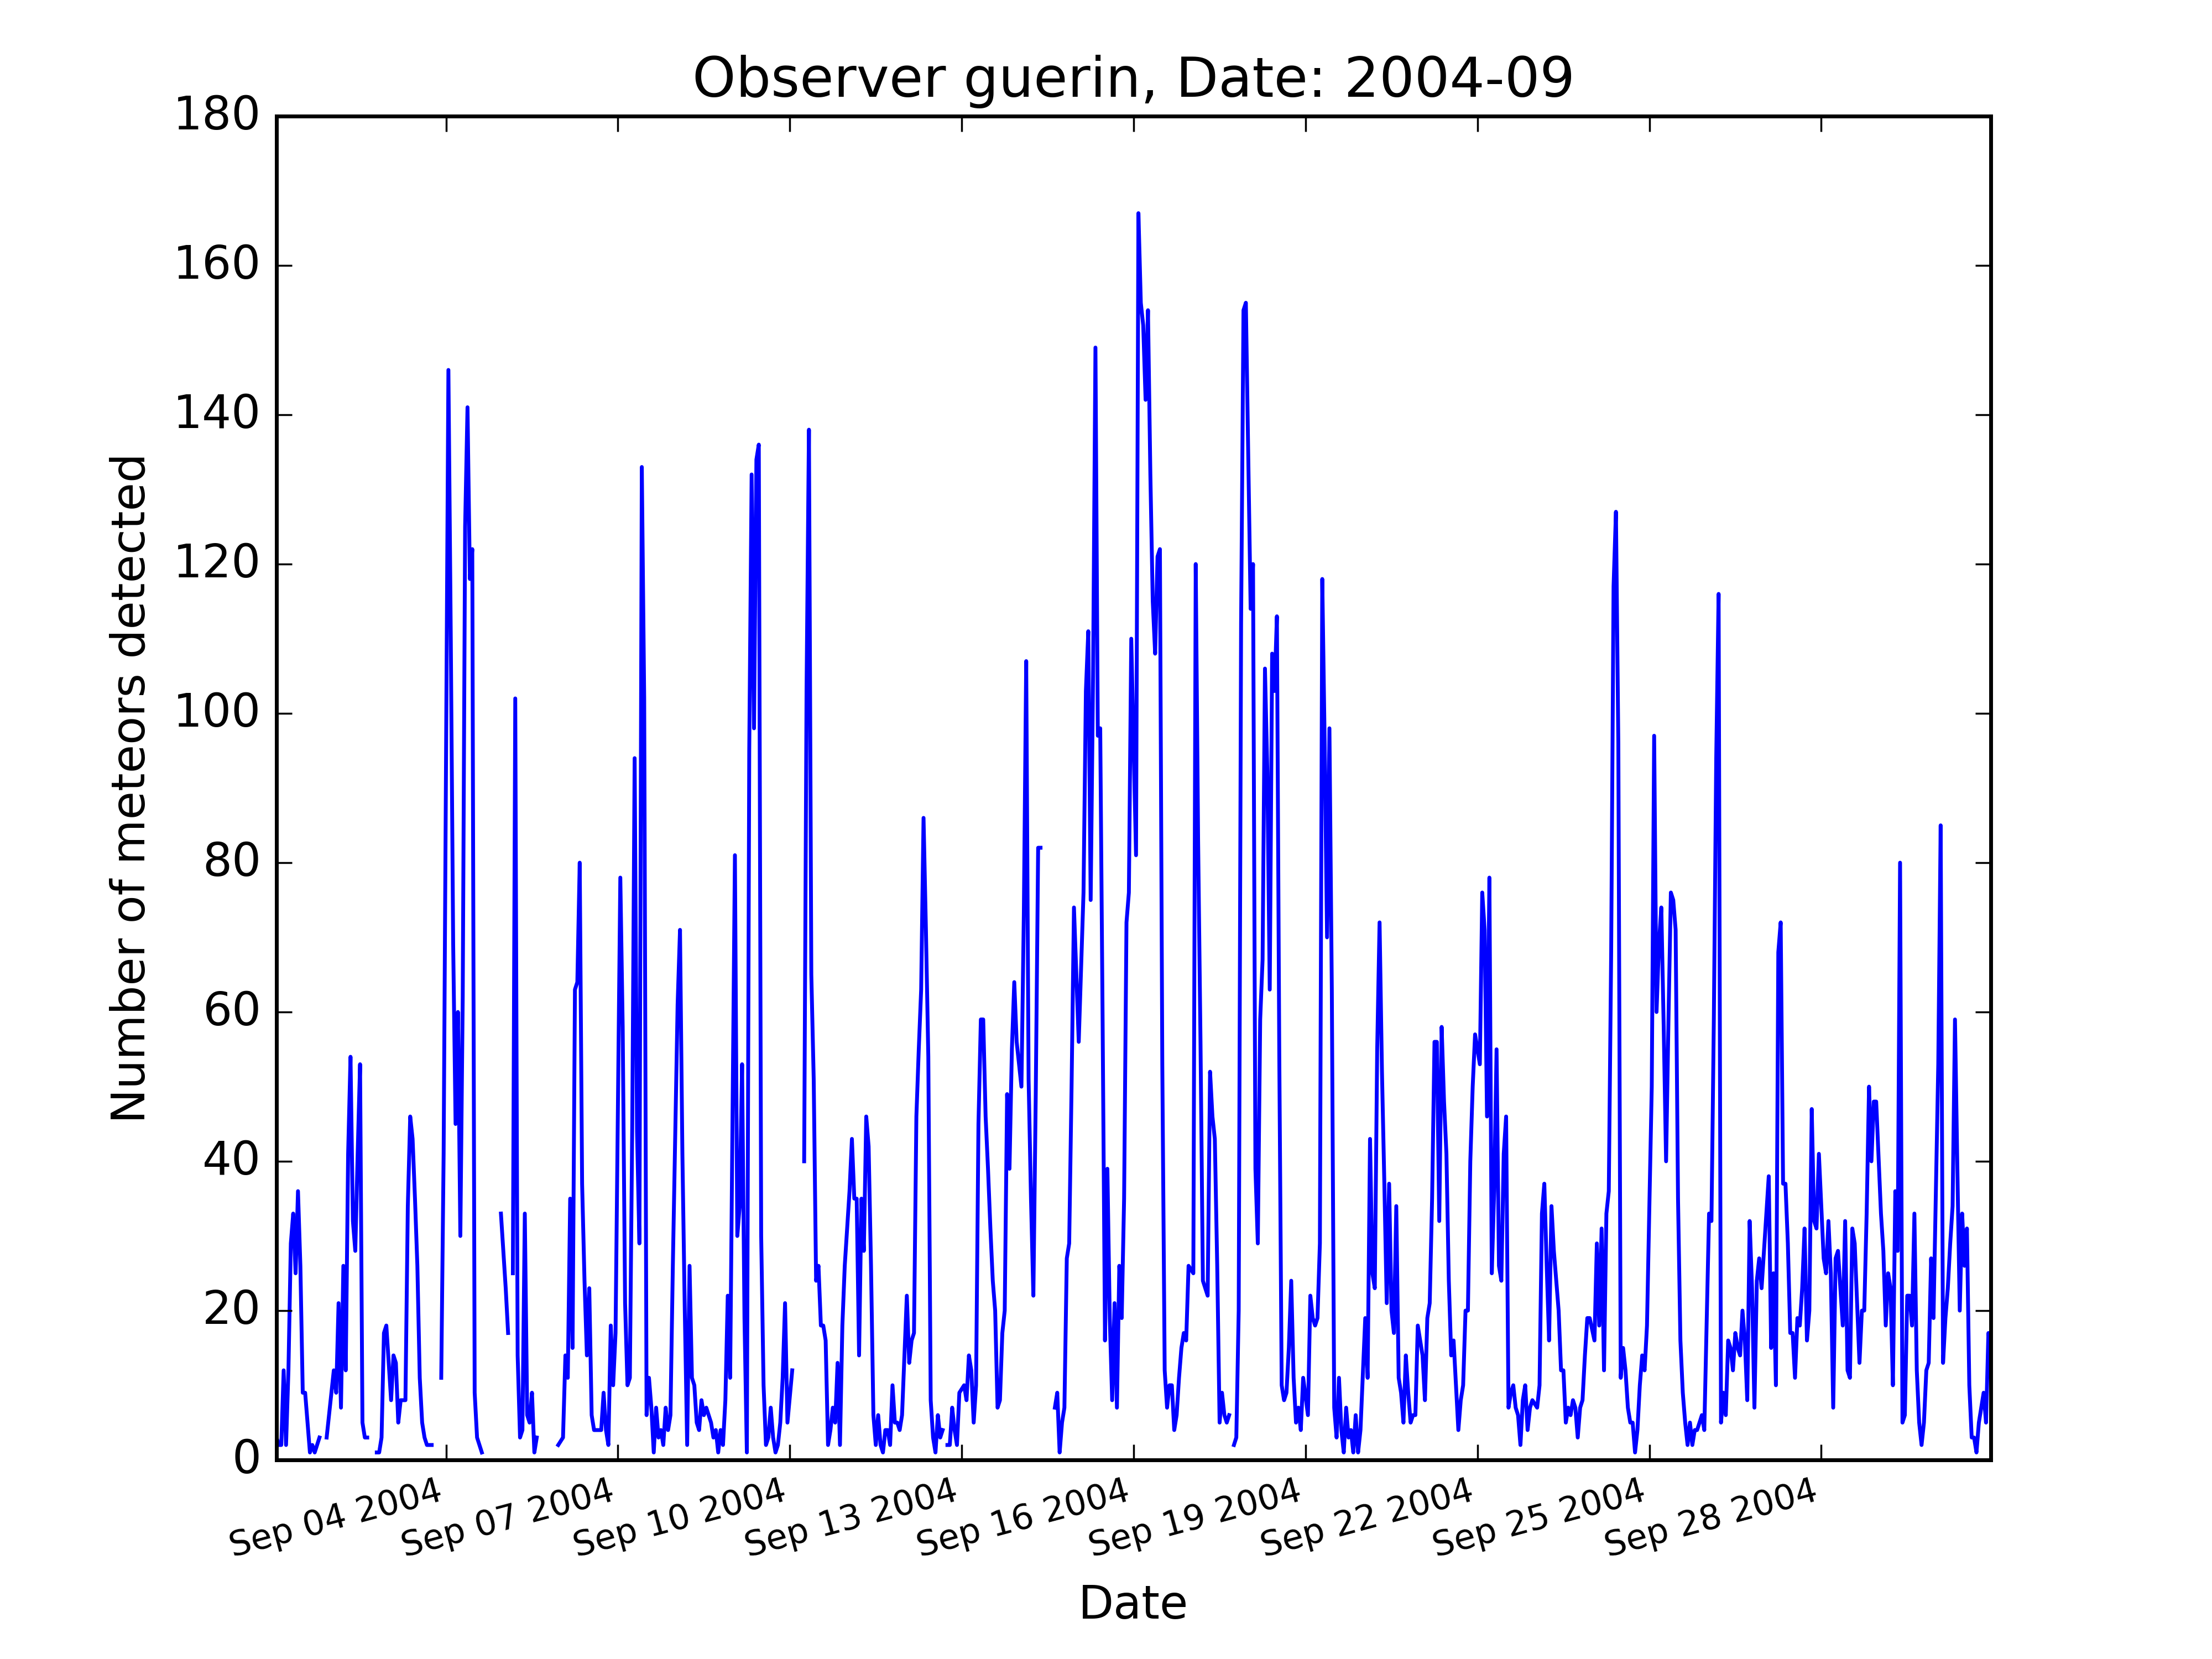 Observer guerin, Date: 2004-09
180
160
140
120
100
80
60
40
20
0
Number of meteors detected
Sep 04 2004
Sep 07 2004
Sep 10 2004
Sep 13 2004
Sep 16 2004
Sep 19 2004
Sep 22 2004
Sep 25 2004
Sep 28 2004
Date